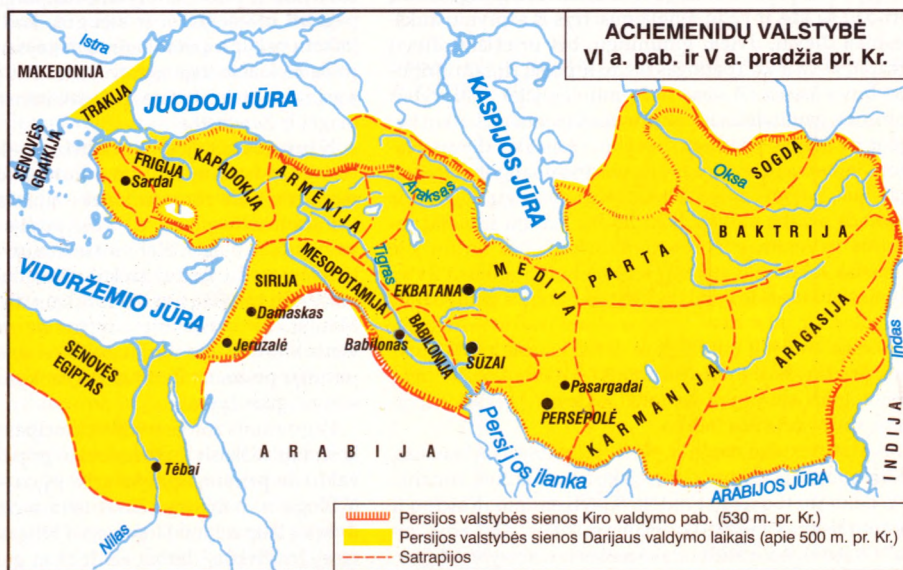 ACHEMENIDŲ VALSTYBĖ
VI a. pab. ir V a. pradžia pr. Kr.
Istra
MAKEDONIJA
TRAKIJA
JUODOJI JŪRA
KASPIJOS JŪRA
SENOVĖS
GRAIKIJA
FRIGIJA
Sardai
KAPADOKIJA
ARMĖNIJA
Araksas
Oksa
SOGDA
BAKTRIJA
VIDURŽEMIO JŪRA
SIRIJA
MESOPOTAMIJA
Tigras
MEDIJA
PARTA
EKBATANA
Damaskas
Jeruzalė
Babilonas
BABILONIJA
SŪZAI
ARAGASIJA
Indas
SENOVĖS
EGIPTAS
Pasargadai
PERSEPOLĖ
KARMANIJA
INDIJA
ARABIJA
Persijos įlanka
ARABIJOS JŪRA
Tėbai
Nilas
Persijos valstybės sienos Kiro valdymo pab. (530 m. pr. Kr.)
Persijos valstybės sienos Darijaus valdymo laikais (apie 500 m. pr. Kr.)
Satrapijos